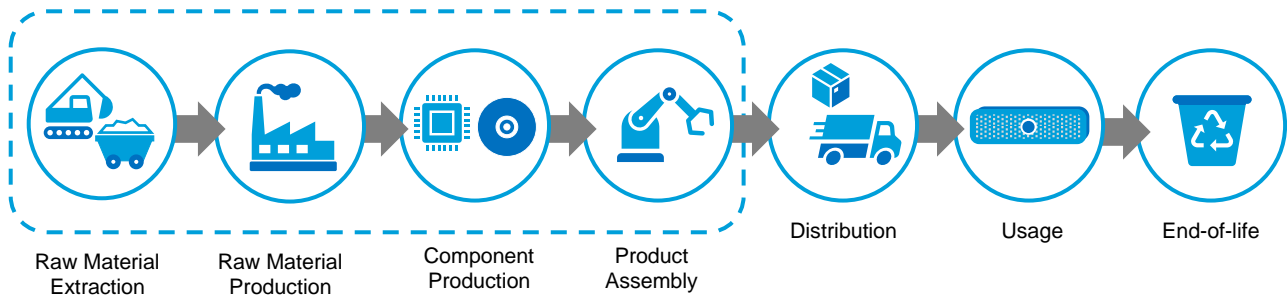 Raw Material
Extraction
Raw Material
Production
Component
Production
Product
Assembly
Distribution
Usage
End-of-life